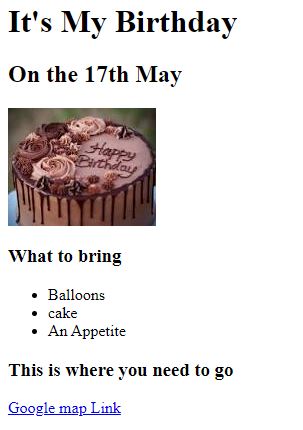 It's My Birthday
On the 17th May
Happy
Birthday
What to bring
Balloons
cake
An Appetite
This is where you need to go
Google map Link